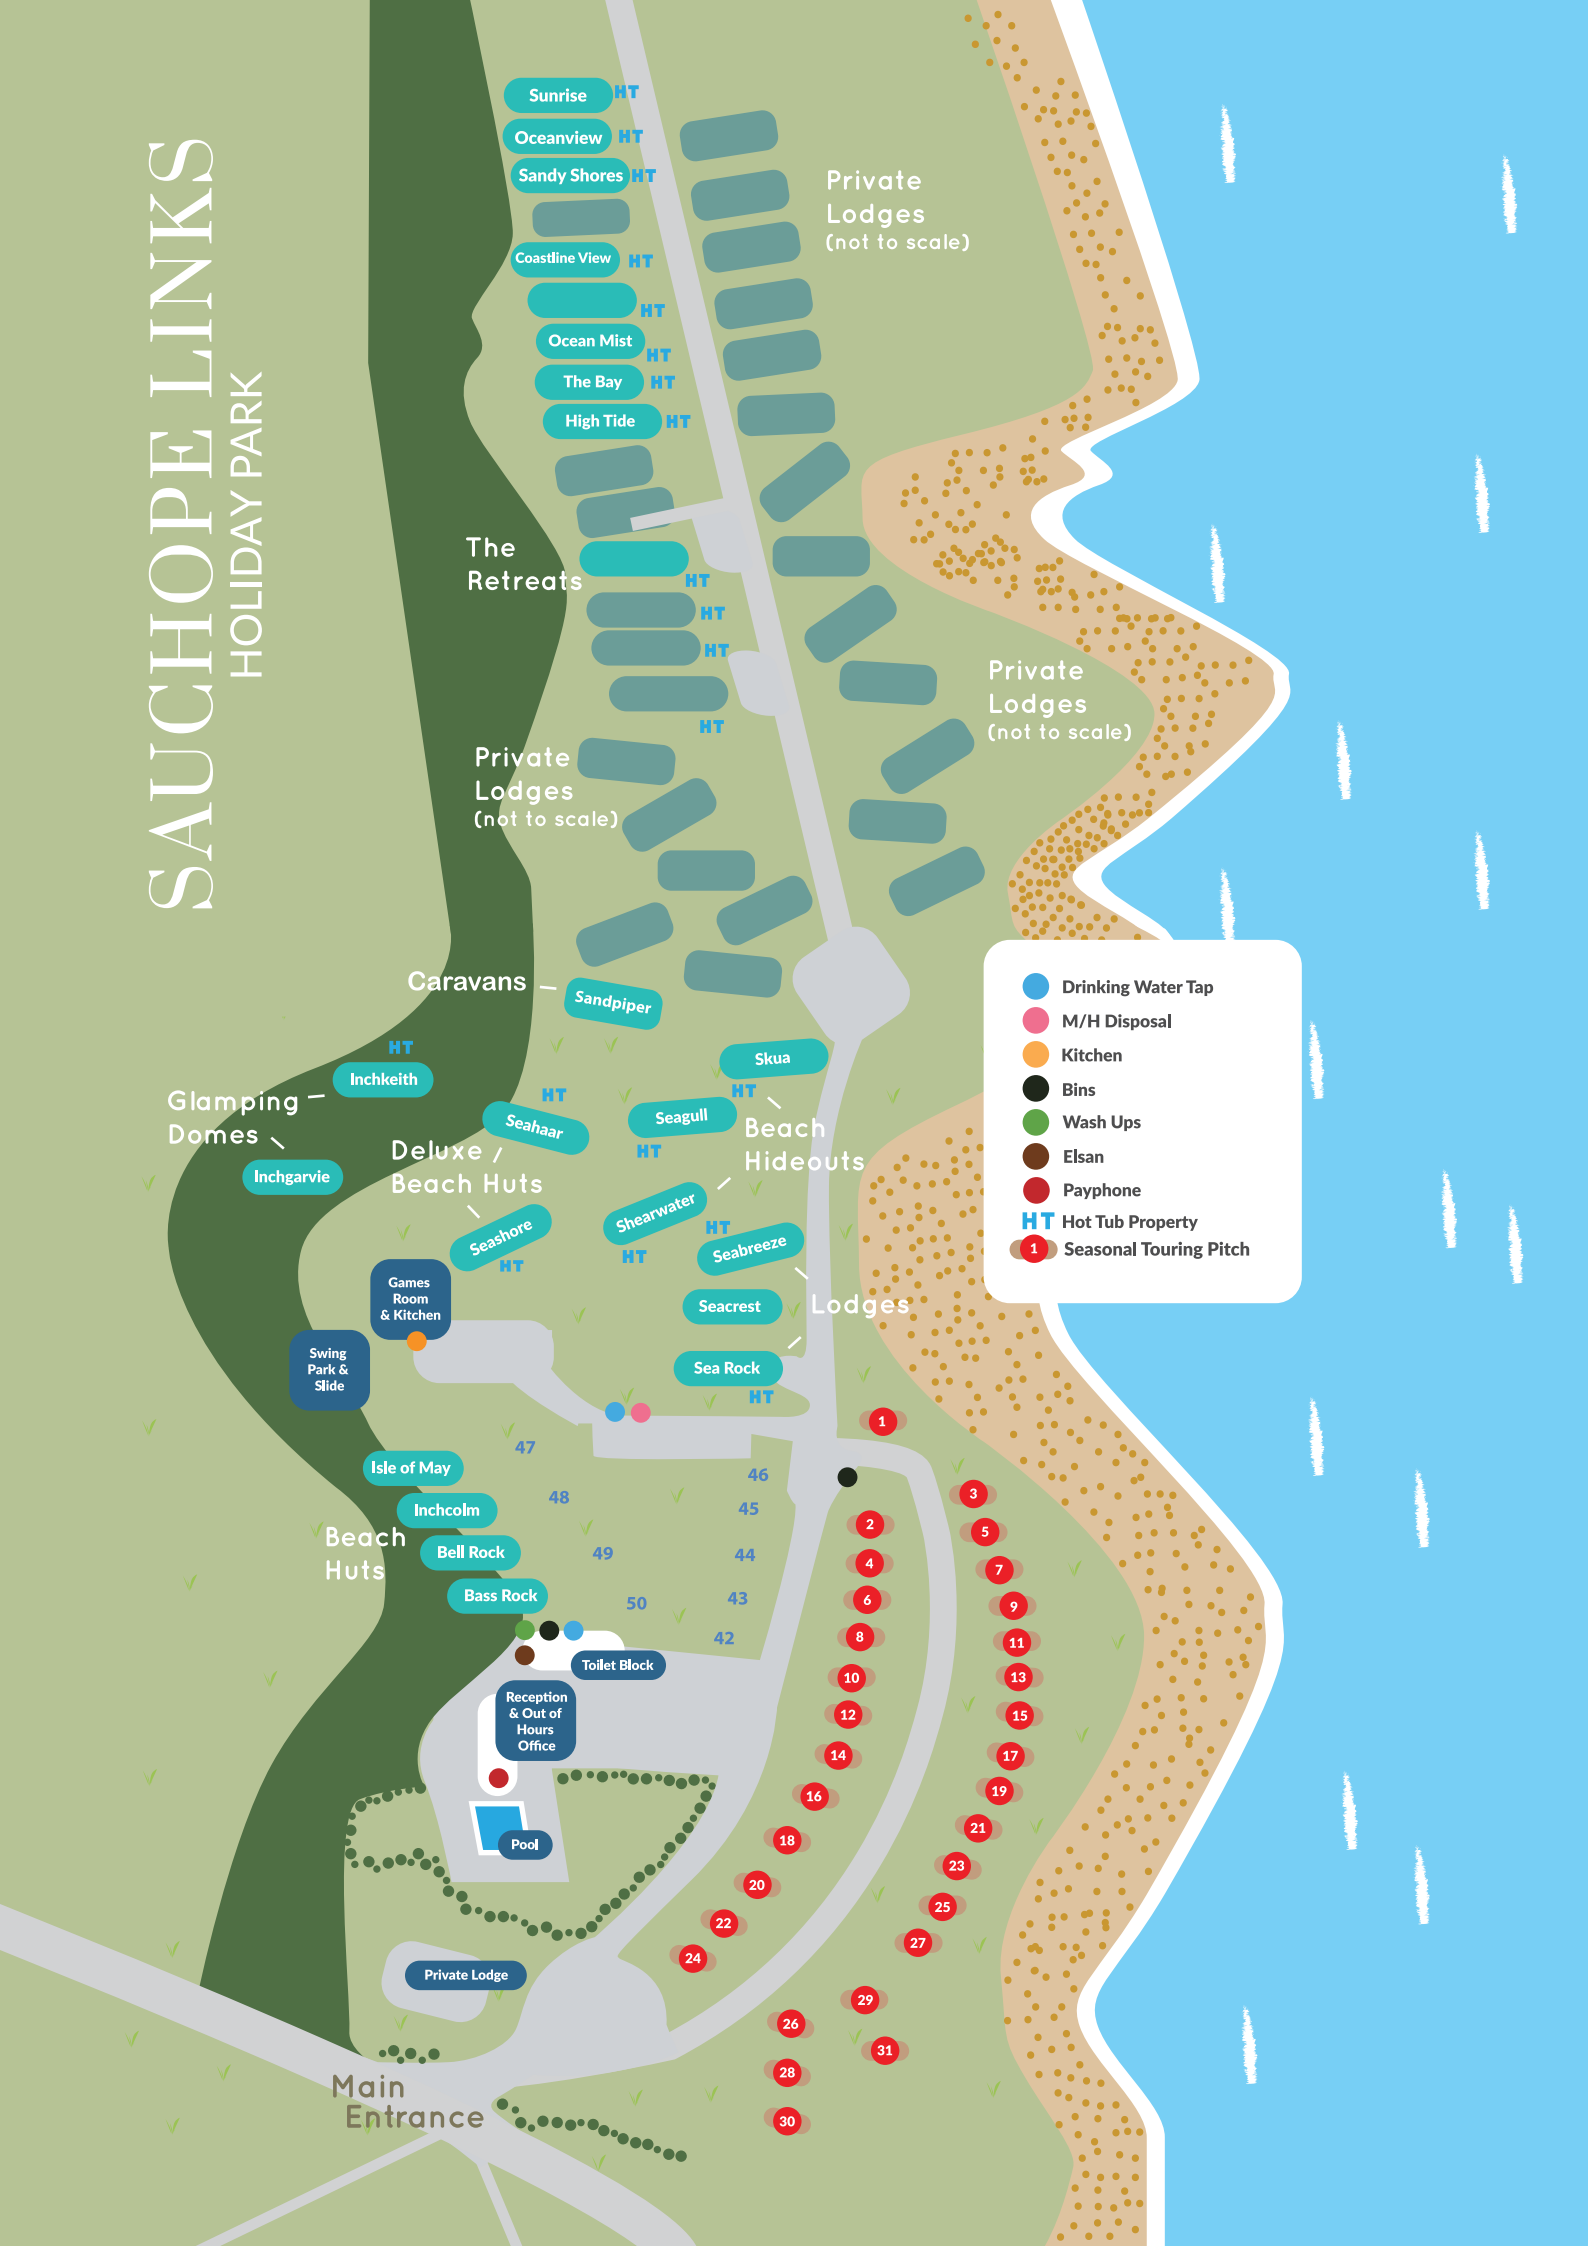 SAUCHOPE LINKS
HOLIDAY PARK
Sunrise
HT
Oceanview
HT
Sandy Shores
HT
Private
Lodges
(not to scale)
Coastline View
HT
HT
Ocean Mist
HT
The Bay
HT
High Tide
HT
The
Retreats
HT
HT
HT
HT
Private
Lodges
(not to scale)
Private
Lodges
(not to scale)
Caravans
Sandpiper
HT
Inchkeith
Glamping
Domes
Inchgarvie
HT
Seahaar
Deluxe
Beach Huts
Seashore
HT
Skua
HT
Seagull
HT
Beach
Hideouts
Shearwater
HT
HT
Seabreeze
Seacrest
Lodges
Sea Rock
HT
Drinking Water Tap
M/H Disposal
Kitchen
Bins
Wash Ups
Elsan
Payphone
HT Hot Tub Property
1 Seasonal Touring Pitch
Games
Room
& Kitchen
Swing
Park &
Slide
Isle of May
Inchcolm
Beach
Huts
Bell Rock
Bass Rock
47
48
49
50
46
45
44
43
42
Toilet Block
Reception
& Out of
Hours
Office
Pool
Private Lodge
Main
Entrance
1
3
2
5
4
7
6
9
8
11
10
13
12
15
14
17
16
19
18
21
20
23
22
25
24
27
29
26
31
28
30